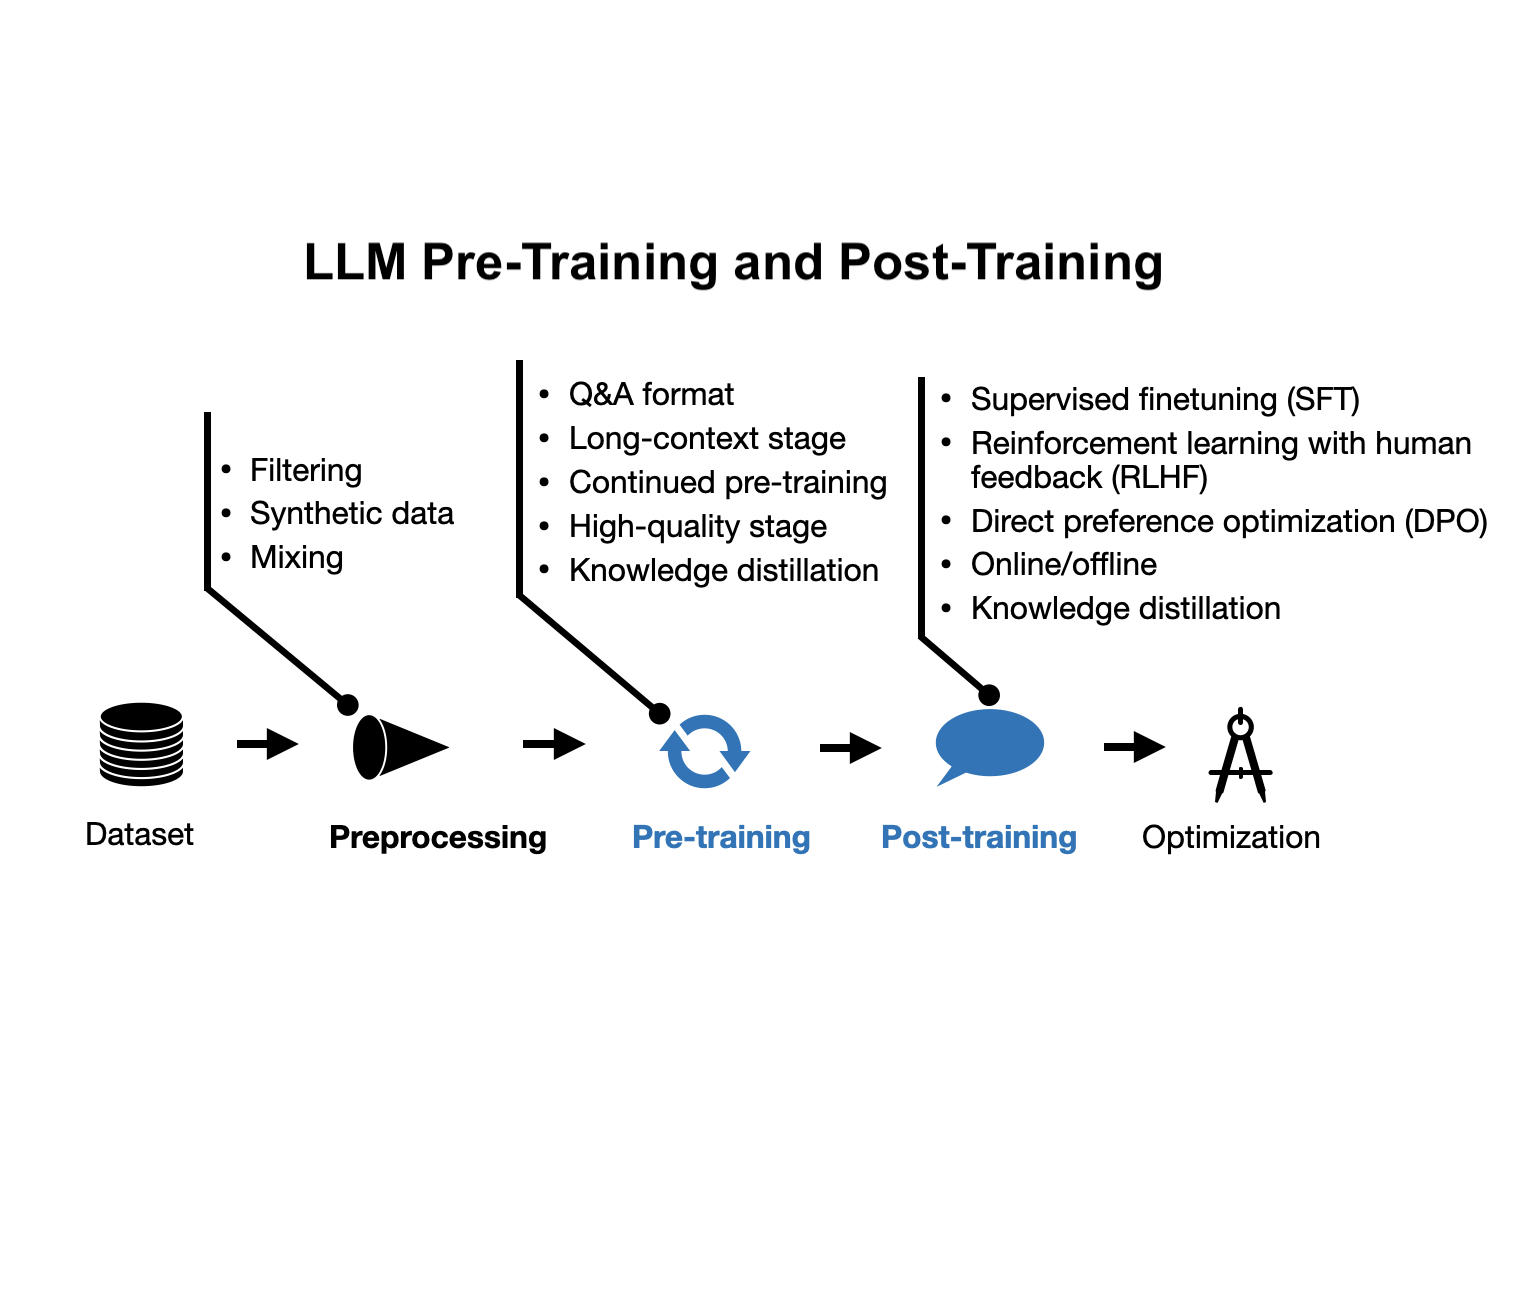 LLM Pre-Training and Post-Training
• Filtering
• Synthetic data
• Mixing
• Q&A format
• Long-context stage
• Continued pre-training
• High-quality stage
• Knowledge distillation
• Supervised finetuning (SFT)
• Reinforcement learning with human
feedback (RLHF)
• Direct preference optimization (DPO)
• Online/offline
• Knowledge distillation
Dataset
Preprocessing
Pre-training
Post-training
Optimization